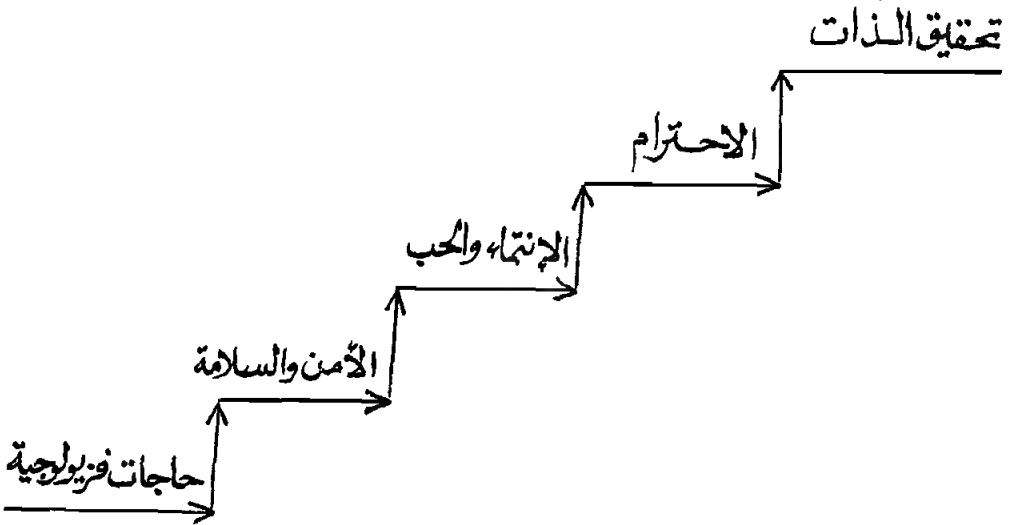 تحقيق الذات
الاحترام
الإنتماء والحب
الأمن والسلامة
حاجات فزيولوجية